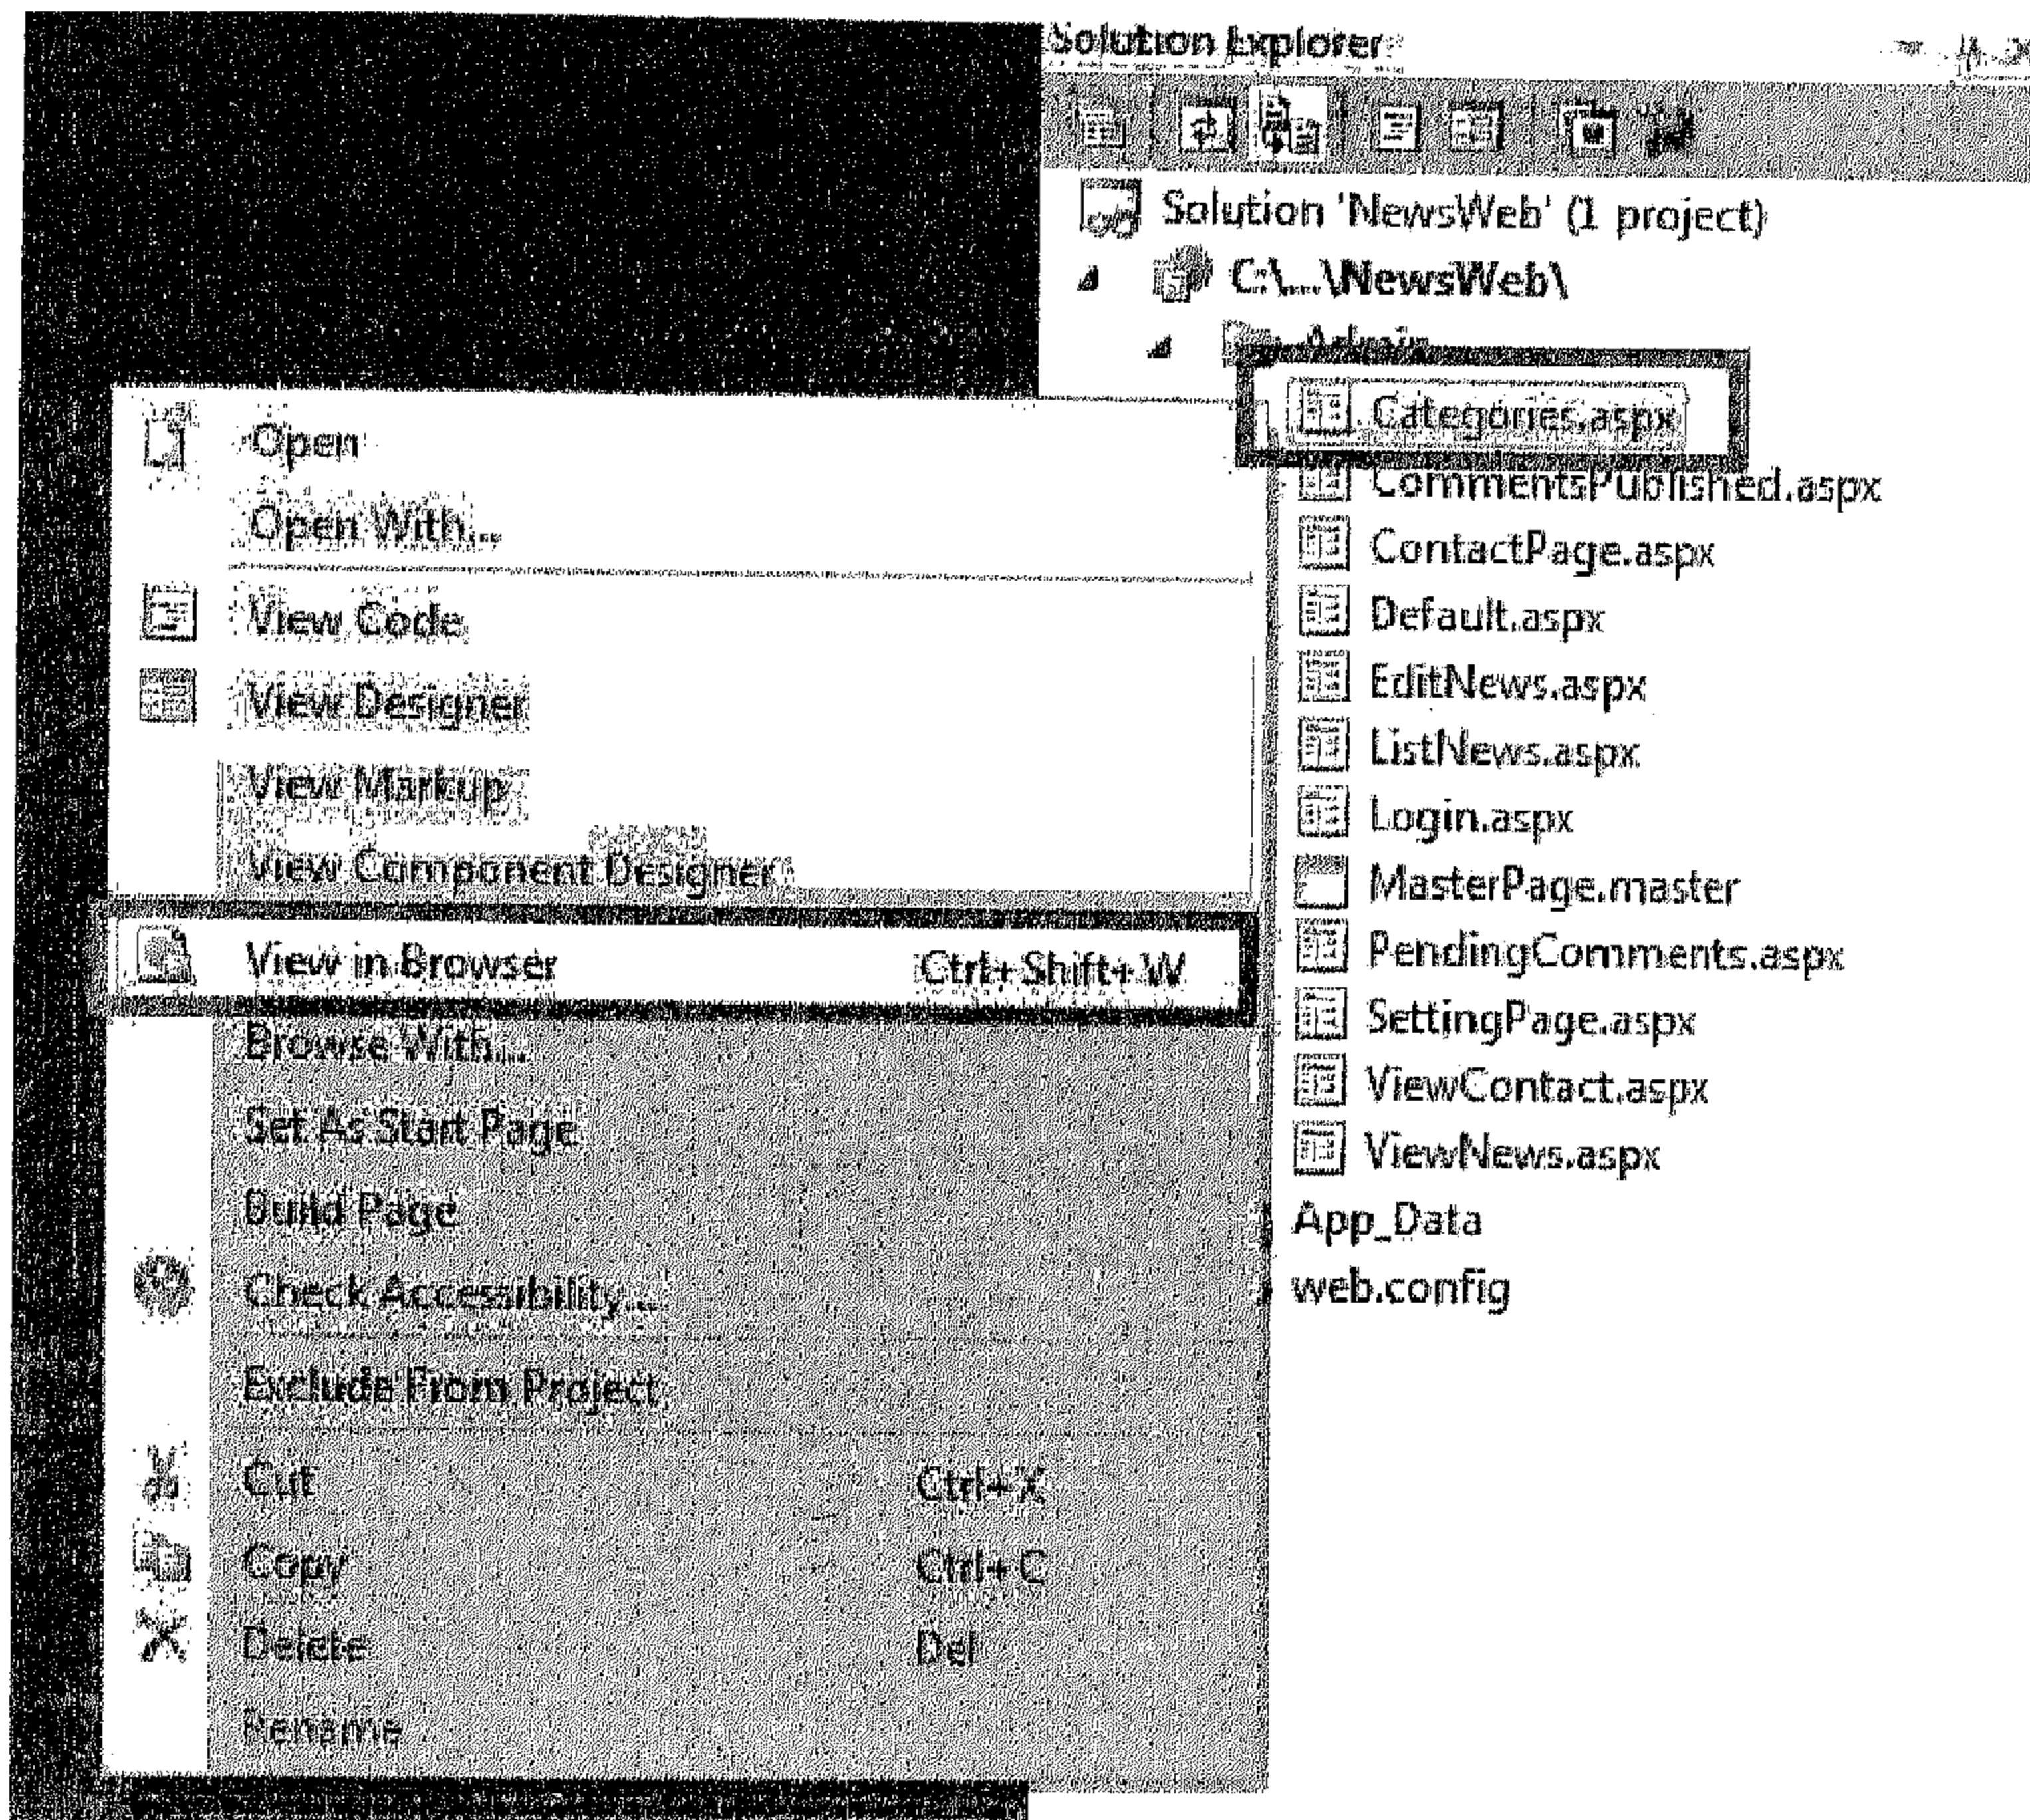 Solution Explorer
Solution 'NewsWeb' (1 project)
C:\...\NewsWeb\
Admin
Categories.aspx
CommentsPublished.aspx
ContactPage.aspx
Default.aspx
EditNews.aspx
ListNews.aspx
Login.aspx
MasterPage.master
PendingComments.aspx
SettingPage.aspx
ViewContact.aspx
ViewNews.aspx
App_Data
web.config
Open
Open With...
View Code
View Designer
View Markup
View Component Designer
View in Browser Ctrl+Shift+W
Browse With...
Set As Start Page
Build Page
Check Accessibility...
Exclude From Project
Cut Ctrl+X
Copy Ctrl+C
Delete Del
Rename